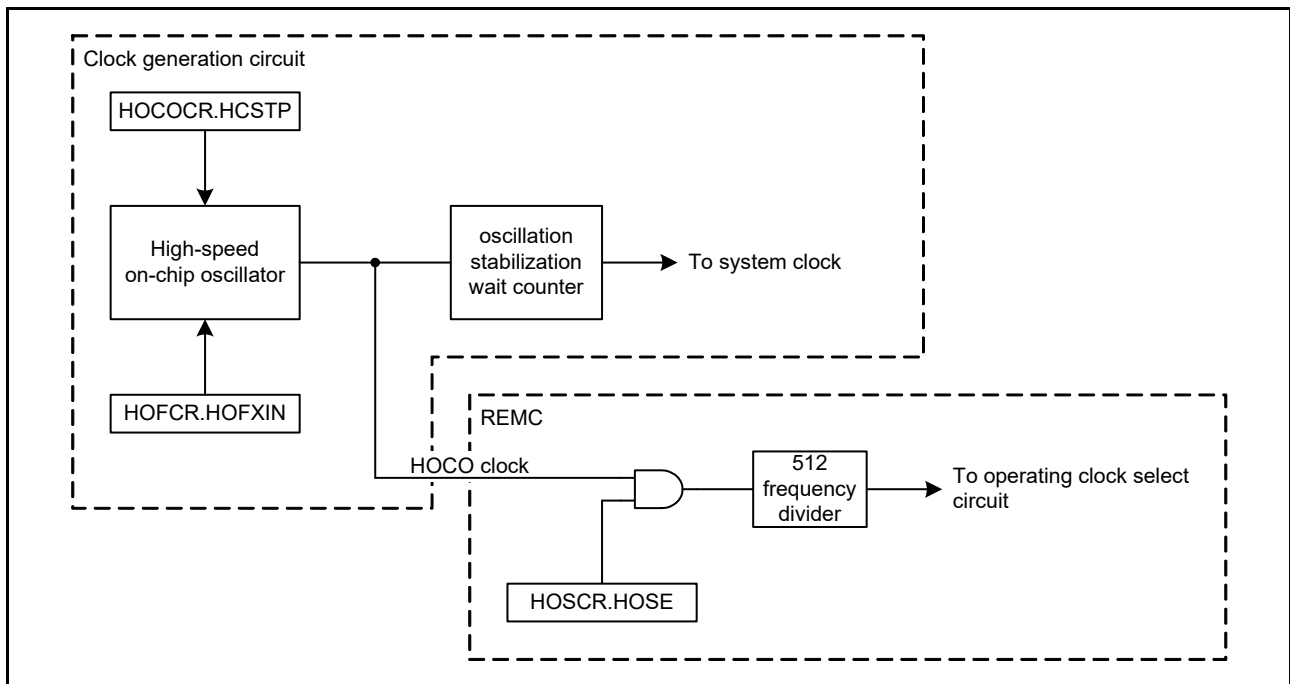 Clock generation circuit
HOCOCR.HCSTP
High-speed
on-chip oscillator
oscillation
stabilization
wait counter
To system clock
HOFCR.HOFXIN
REMC
HOCO clock
512
frequency
divider
To operating clock select
circuit
HOSCR.HOSE